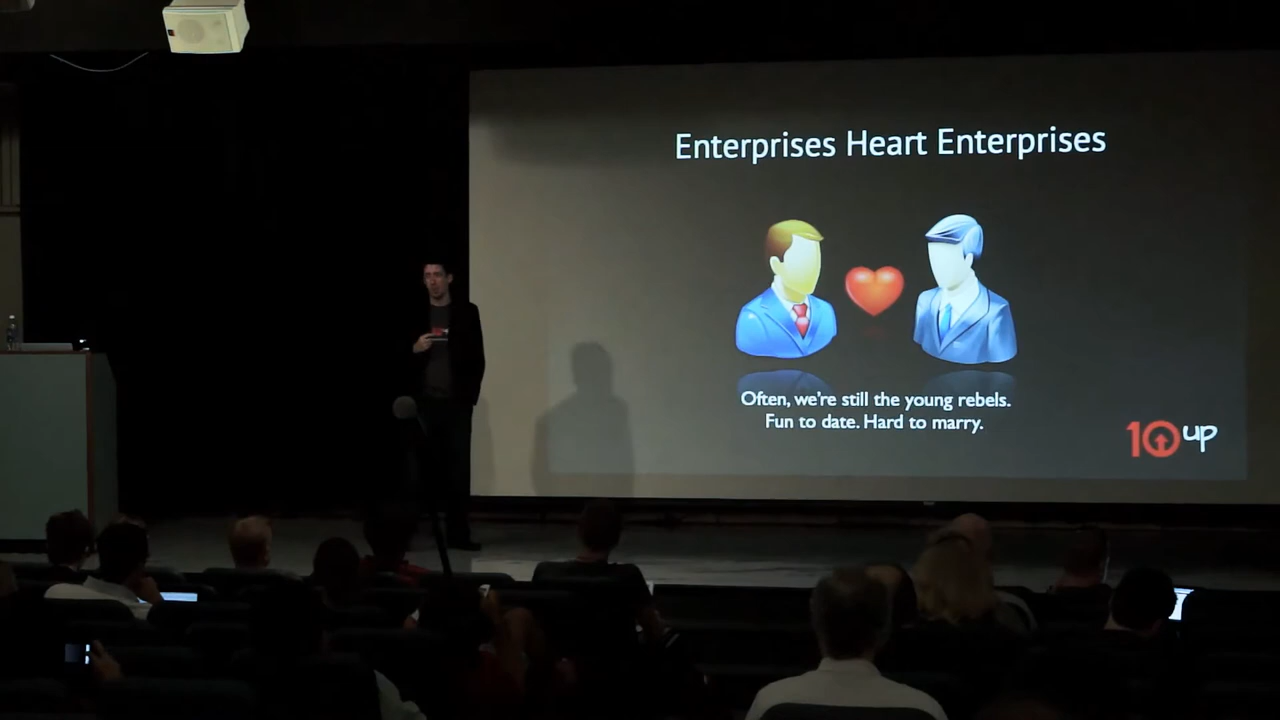 Enterprises Heart Enterprises
Often, we're still the young rebels.
Fun to date. Hard to marry.
10up